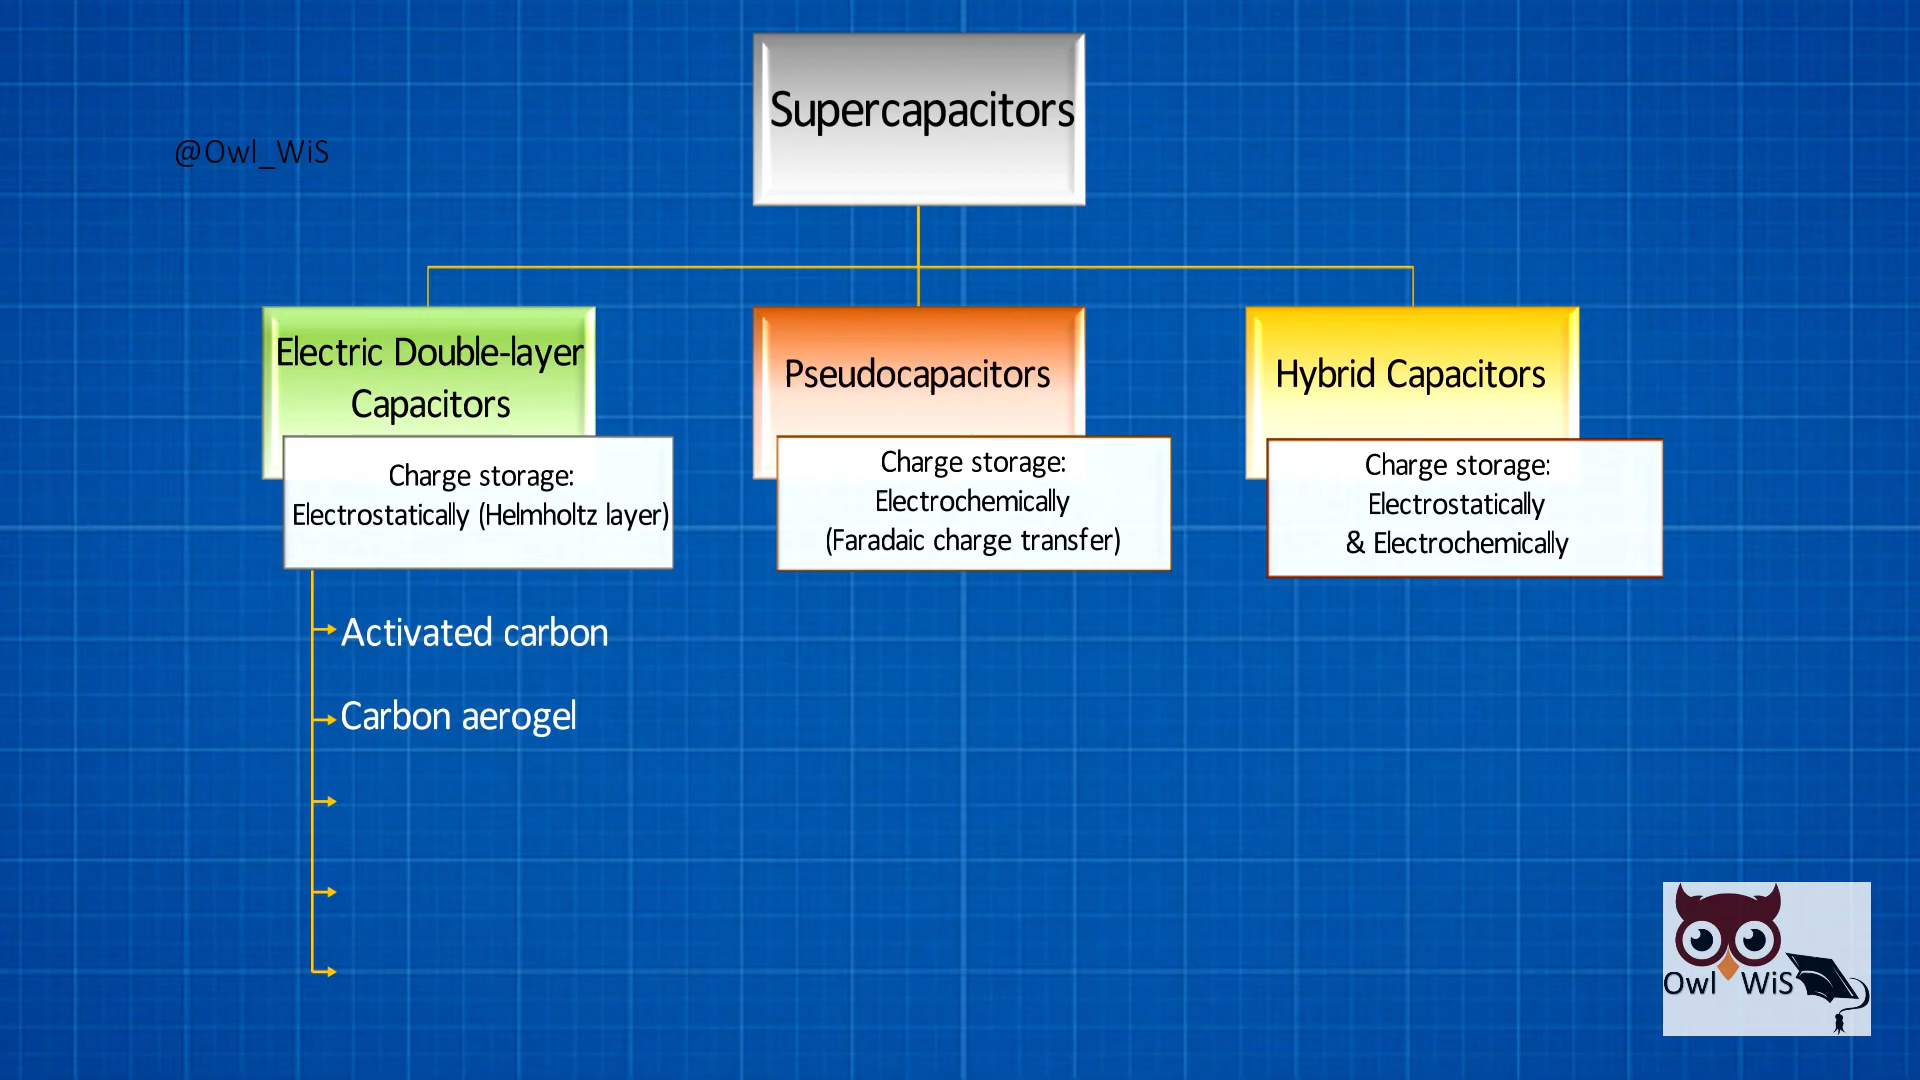 Supercapacitors
@Owl_WiS
Electric Double-layer
Capacitors
Charge storage:
Electrostatically (Helmholtz layer)
Activated carbon
Carbon aerogel
Pseudocapacitors
Charge storage:
Electrochemically
(Faradaic charge transfer)
Hybrid Capacitors
Charge storage:
Electrostatically
& Electrochemically
Owl WiS